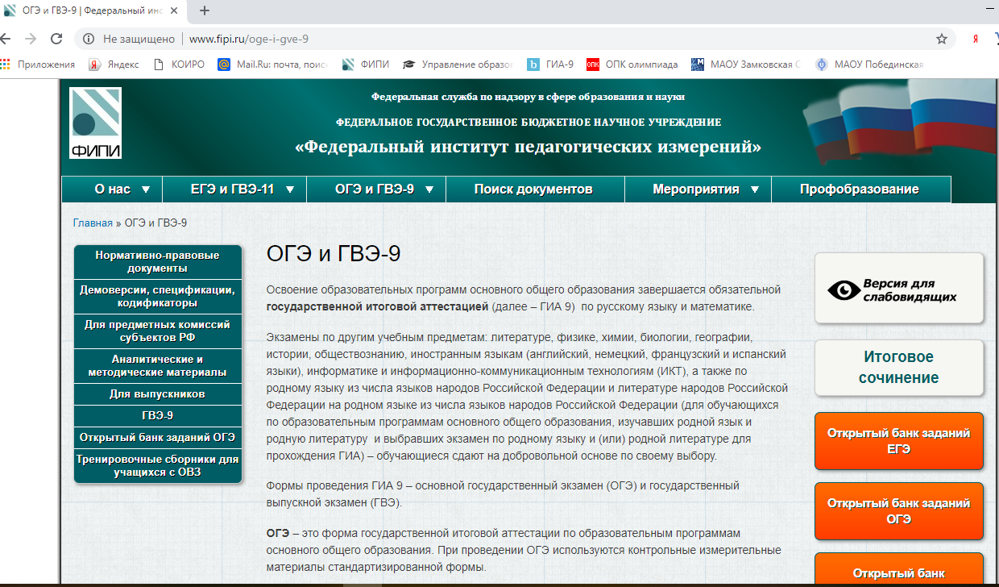 ОГЭ и ГВЭ-9 | Федеральный инс
Не защищено | www.fipi.ru/oge-i-gve-9
Я
Приложения Яндекс КОИРО Mail.Ru: почта, поис ФИПИ Управление образо ГИА-9 ОПК олимпиада МАОУ Замковская С МАОУ Побединская
ФИПИ
Федеральная служба по надзору в сфере образования и науки
ФЕДЕРАЛЬНОЕ ГОСУДАРСТВЕННОЕ БЮДЖЕТНОЕ НАУЧНОЕ УЧРЕЖДЕНИЕ
«Федеральный институт педагогических измерений»
О нас ЕГЭ и ГВЭ-11 ОГЭ и ГВЭ-9 Поиск документов Мероприятия Профобразование
Главная » ОГЭ и ГВЭ-9
Нормативно-правовые
документы
Демоверсии, спецификации,
кодификаторы
Для предметных комиссий
субъектов РФ
Аналитические и
методические материалы
Для выпускников
ГВЭ-9
Открытый банк заданий ОГЭ
Тренировочные сборники для
учащихся с ОВЗ
ОГЭ и ГВЭ-9
Освоение образовательных программ основного общего образования завершается обязательной
государственной итоговой аттестацией (далее – ГИА 9) по русскому языку и математике.
Экзамены по другим учебным предметам: литературе, физике, химии, биологии, географии,
истории, обществознанию, иностранным языкам (английский, немецкий, французский и испанский
языки), информатике и информационно-коммуникационным технологиям (ИКТ), а также по
родному языку из числа языков народов Российской Федерации и литературе народов Российской
Федерации на родном языке из числа языков народов Российской Федерации (для обучающихся
по образовательным программам основного общего образования, изучавших родной язык и
родную литературу и выбравших экзамен по родному языку и (или) родной литературе для
прохождения ГИА) – обучающиеся сдают на добровольной основе по своему выбору.
Формы проведения ГИА 9 – основной государственный экзамен (ОГЭ) и государственный
выпускной экзамен (ГВЭ).
ОГЭ – это форма государственной итоговой аттестации по образовательным программам
основного общего образования. При проведении ОГЭ используются контрольные измерительные
материалы стандартизированной формы.
Версия для
слабовидящих
Итоговое
сочинение
Открытый банк заданий
ЕГЭ
Открытый банк заданий
ОГЭ
Открытый банк